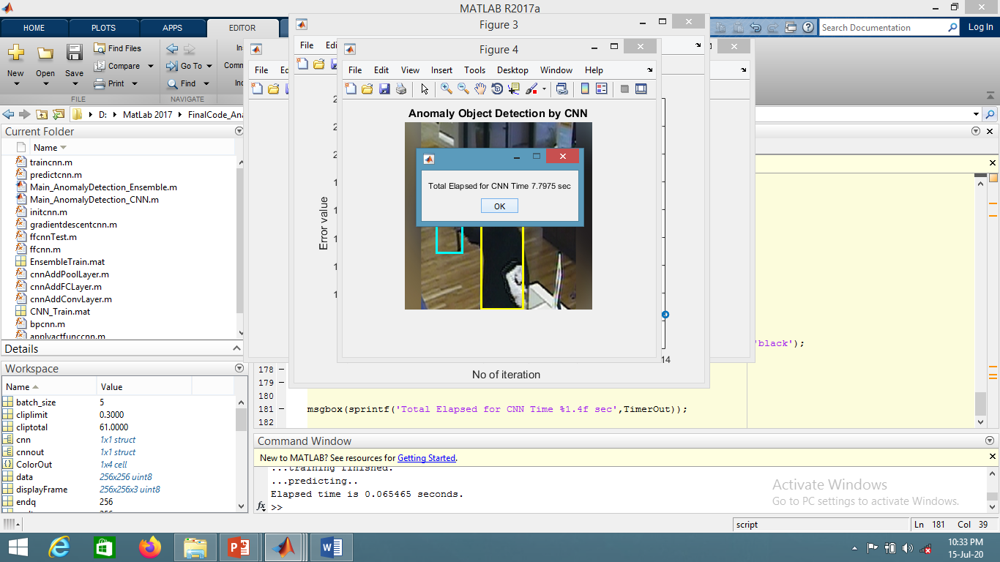 MATLAB R2017a
HOME PLOTS APPS EDITOR
Search Documentation
Log In
New Open Save
Find Files
Compare
Print
Go To
Find
FILE NAVIGATE
D: MatLab 2017
Current Folder
Name
traincnn.m
predictcnn.m
Main_AnomalyDetection_Ensemble.m
Main_AnomalyDetection_CNN.m
initcnn.m
gradientdescentcnn.m
ffcnnTest.m
ffcnn.m
EnsembleTrain.mat
cnnAddPoolLayer.m
cnnAddFCLayer.m
cnnAddConvLayer.m
CNN_Train.mat
bpcnn.m
applyactfunccnn.m
Details
Workspace
Name Value
batch_size 5
cliplimit 0.3000
cliptotal 61.0000
cnn 1x1 struct
cnnout 1x1 struct
ColorOut 1x4 cell
data 256x256 uint8
displayFrame 256x256x3 uint8
endq 256
Figure 3
File
File
Error value
14
No of iteration
Figure 4
File Edit View Insert Tools Desktop Window Help
Anomaly Object Detection by CNN
Total Elapsed for CNN Time 7.7975 sec
OK
'black');
178
179
180
181 msgbox(sprintf('Total Elapsed for CNN Time %1.4f sec',TimerOut));
182
Command Window
New to MATLAB? See resources for Getting Started.
...training finished.
...predicting..
Elapsed time is 0.065465 seconds.
fx >>
Activate Windows
Go to PC settings to activate Windows.
script Ln 181 Col 39
10:33 PM
15-Jul-20